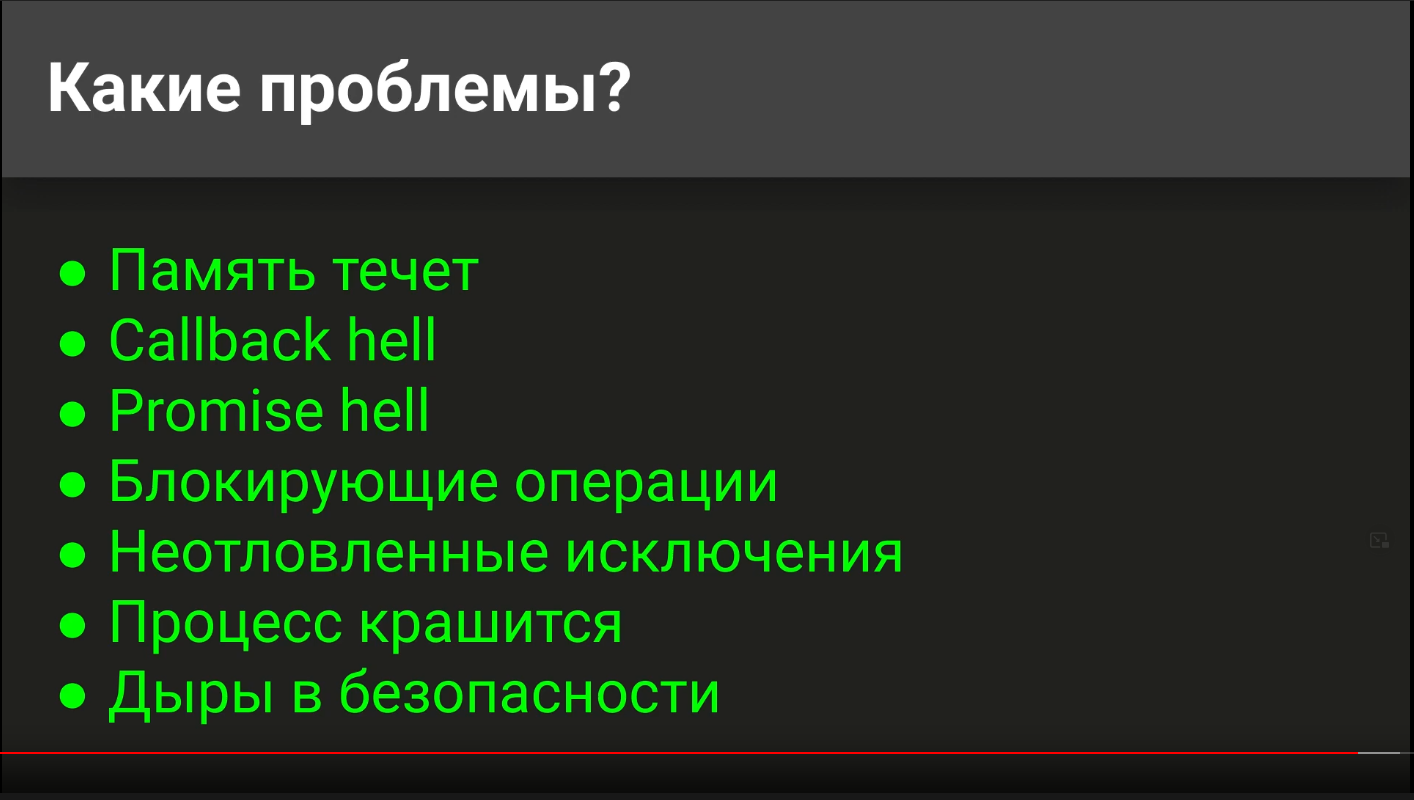 Какие проблемы?
● Память течет
● Callback hell
● Promise hell
● Блокирующие операции
● Неотловленные исключения
● Процесс крашится
● Дыры в безопасности